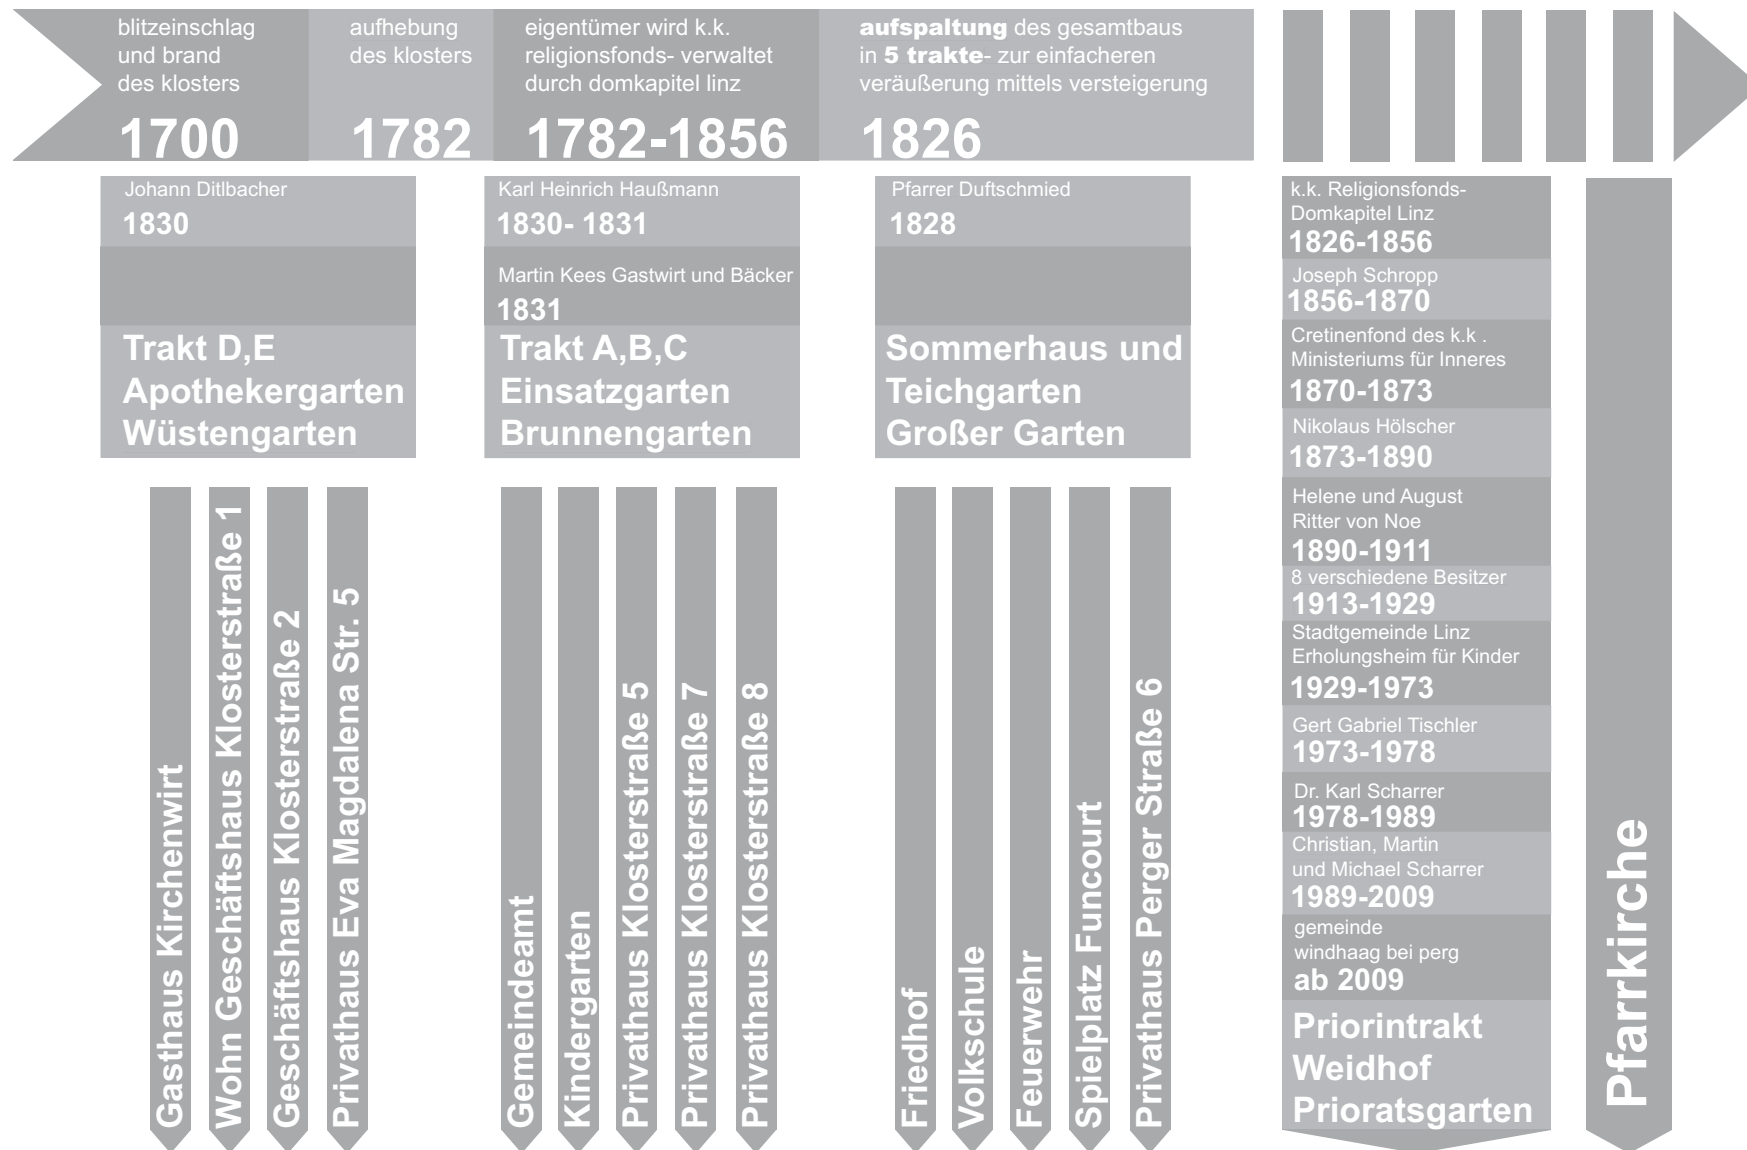 blitzeinschlag
und brand
des klosters
1700
aufhebung
des klosters
1782
eigentümer wird k.k.
religionsfonds- verwaltet
durch domkapitel linz
1782-1856
aufspaltung des gesamtbaus
in 5 trakte- zur einfacheren
veräußerung mittels versteigerung
1826
Johann Ditlbacher
1830
Trakt D,E
Apothekergarten
Wüstengarten
Gasthaus Kirchenwirt
Wohn Geschäftshaus Klosterstraße 1
Geschäftshaus Klosterstraße 2
Privathaus Eva Magdalena Str. 5
Karl Heinrich Haußmann
1830- 1831
Martin Kees Gastwirt und Bäcker
1831
Trakt A,B,C
Einsatzgarten
Brunnengarten
Gemeindeamt
Kindergarten
Privathaus Klosterstraße 5
Privathaus Klosterstraße 7
Privathaus Klosterstraße 8
Pfarrer Duftschmied
1828
Sommerhaus und
Teichgarten
Großer Garten
Friedhof
Volkschule
Feuerwehr
Spielplatz Funcourt
Privathaus Perger Straße 6
k.k. Religionsfonds-
Domkapitel Linz
1826-1856
Joseph Schropp
1856-1870
Cretinenfond des k.k .
Ministeriums für Inneres
1870-1873
Nikolaus Hölscher
1873-1890
Helene und August
Ritter von Noe
1890-1911
8 verschiedene Besitzer
1913-1929
Stadtgemeinde Linz
Erholungsheim für Kinder
1929-1973
Gert Gabriel Tischler
1973-1978
Dr. Karl Scharrer
1978-1989
Christian, Martin
und Michael Scharrer
1989-2009
gemeinde
windhaag bei perg
ab 2009
Priorintrakt
Weidhof
Prioratsgarten
Pfarrkirche